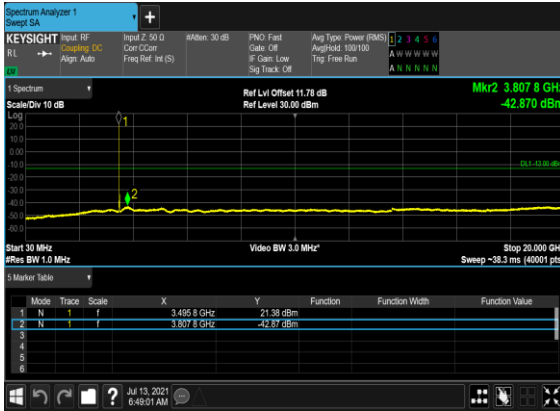 Spectrum Analyzer 1
Swept SA
+
KEYSIGHT Input: RF Input Z: 50 Ω #Atten: 30 dB PNO: Fast Avg Type: Power (RMS) 1 2 3 4 5 6
RL Coupling: DC Corr CCorr Gate: Off Avg|Hold: 100/100 A W W W W W
Align: Auto Freq Ref: Int (S) IF Gain: Low Trig: Free Run
Sig Track: Off A N N N N N
1 Spectrum Ref Lvl Offset 11.78 dB Mkr2 3.807 8 GHz
Scale/Div 10 dB Ref Level 30.00 dBm -42.870 dBm
Log
20.0
10.0
0.00
-10.0
-20.0
-30.0
-40.0
-50.0
-60.0
1
2
DL1 -13.00 dBm
Start 30 MHz Video BW 3.0 MHz* Stop 20.000 GHz
#Res BW 1.0 MHz Sweep ~38.3 ms (40001 pts)
5 Marker Table
Mode Trace Scale X Y Function Function Width Function Value
1 N 1 f 3.495 8 GHz 21.38 dBm
2 N 1 f 3.807 8 GHz -42.87 dBm
3
4
5
6
? Jul 13, 2021
6:49:01 AM